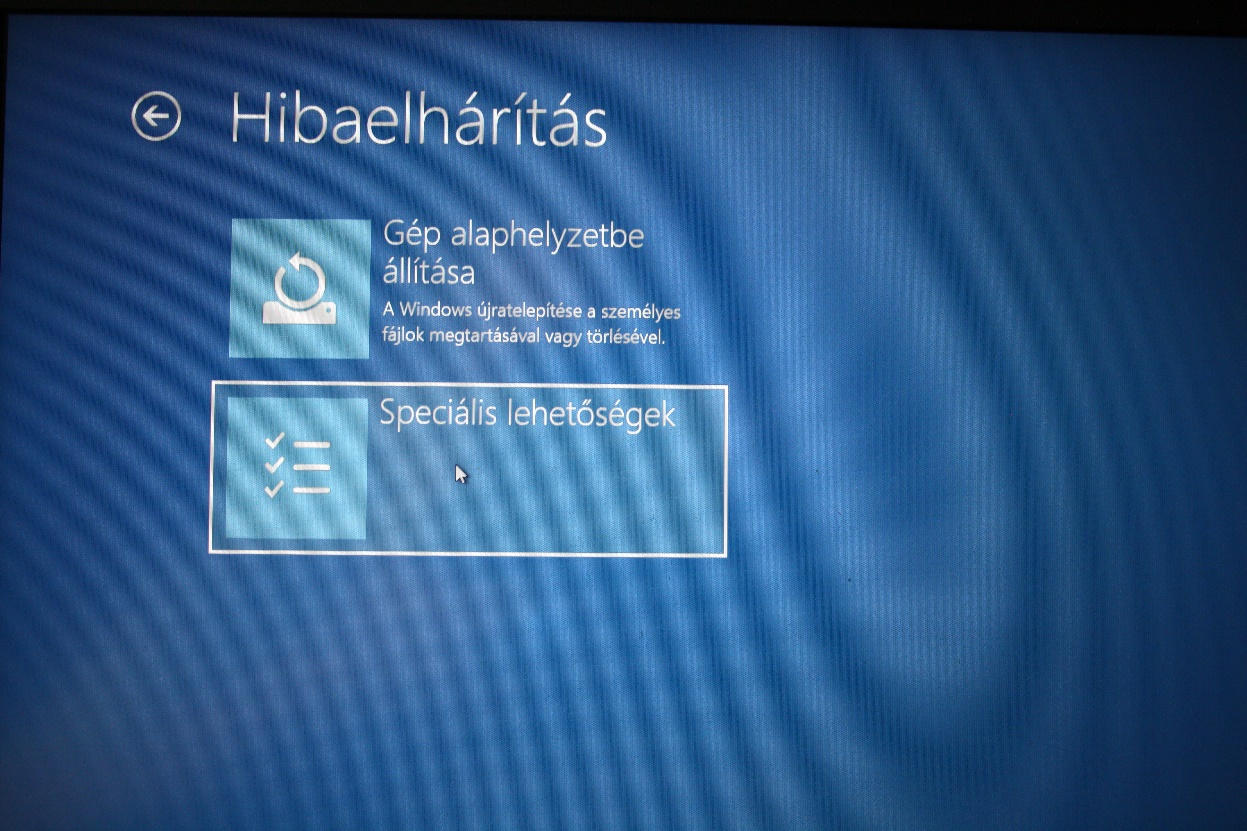 Hibaelhárítás
Gép alaphelyzetbe
állítása
A Windows újratelepítése a személyes
fájlok megtartásával vagy törlésével.
Speciális lehetőségek